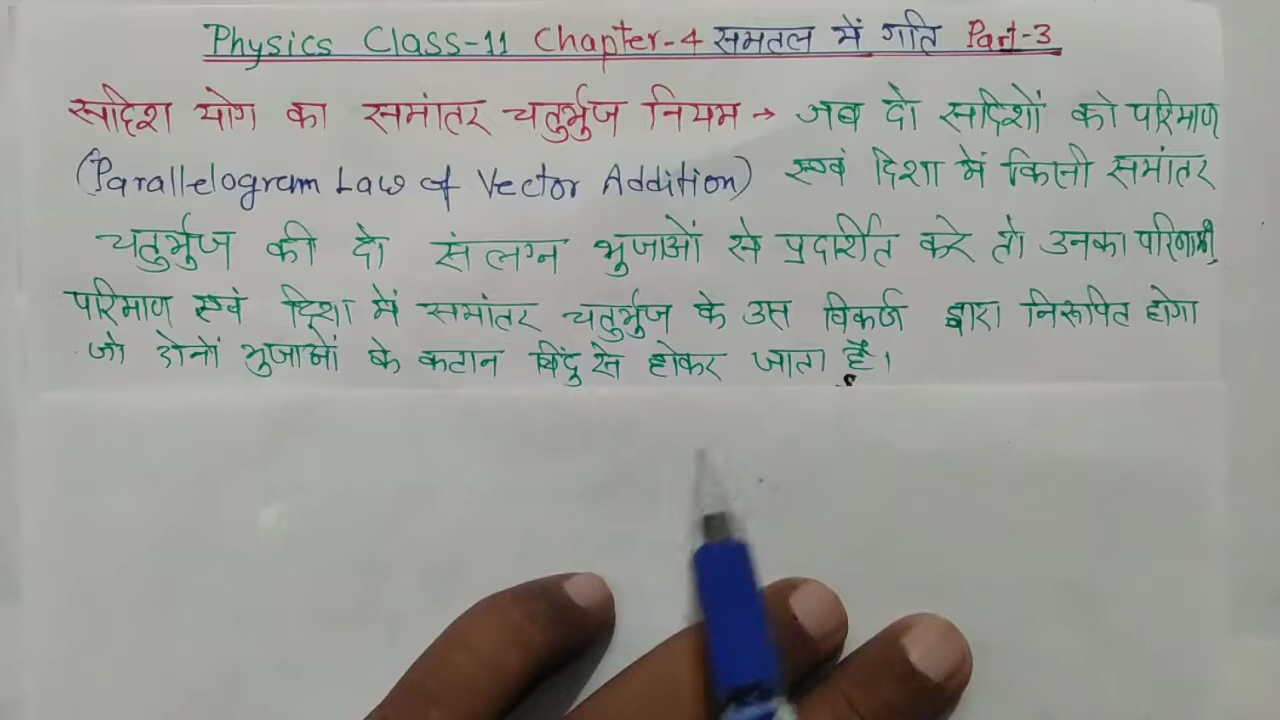 Physics Class-11 Chapter-4 समतल में गति Part-3
सदिश योग का समांतर चतुर्भुज नियम → जब दो सदिशों को परिमाण
(Parallelogram Law of Vector Addition) एवं दिशा में किसी समांतर
चतुर्भुज की दो संलग्न भुजाओं से प्रदर्शित करे तो उनका परिणामी
परिमाण एवं दिशा में समांतर चतुर्भुज के उस विकर्ण द्वारा निरूपित होगा
जो दोनों भुजाओं के कटान बिंदु से होकर जाता है।